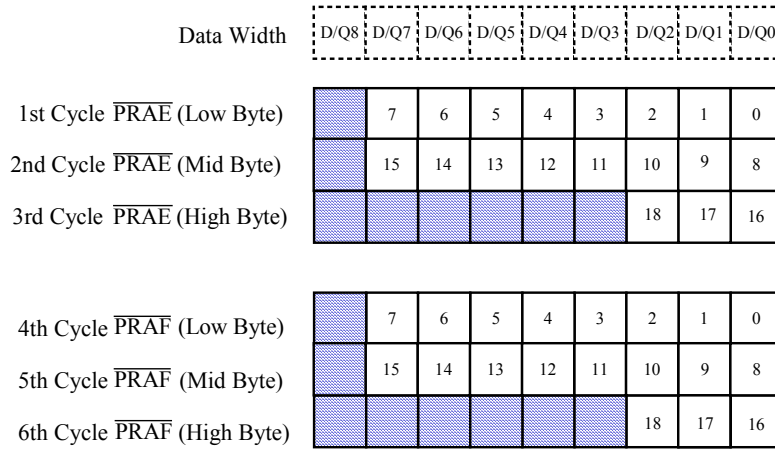 Data Width D/Q8 D/Q7 D/Q6 D/Q5 D/Q4 D/Q3 D/Q2 D/Q1 D/Q0
1st Cycle PRAE (Low Byte) 7 6 5 4 3 2 1 0
2nd Cycle PRAE (Mid Byte) 15 14 13 12 11 10 9 8
3rd Cycle PRAE (High Byte) 18 17 16
4th Cycle PRAF (Low Byte) 7 6 5 4 3 2 1 0
5th Cycle PRAF (Mid Byte) 15 14 13 12 11 10 9 8
6th Cycle PRAF (High Byte) 18 17 16